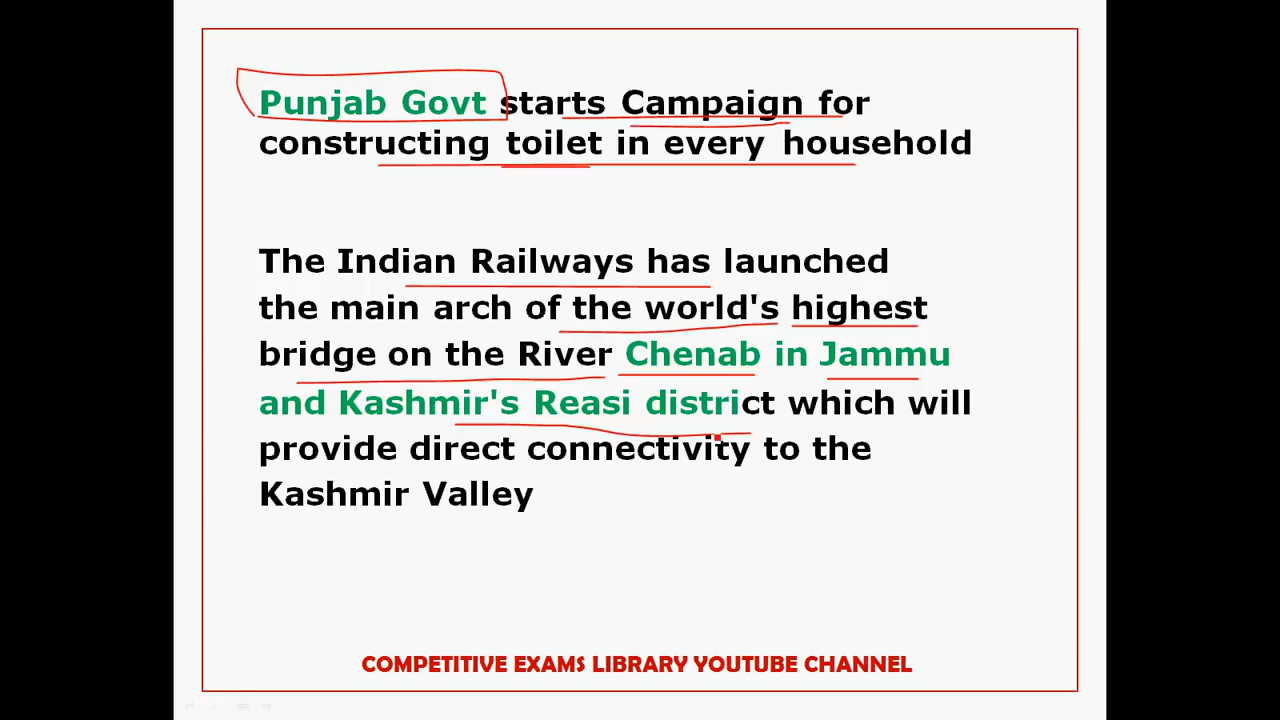 Punjab Govt starts Campaign for
constructing toilet in every household
The Indian Railways has launched
the main arch of the world's highest
bridge on the River Chenab in Jammu
and Kashmir's Reasi district which will
provide direct connectivity to the
Kashmir Valley
COMPETITIVE EXAMS LIBRARY YOUTUBE CHANNEL